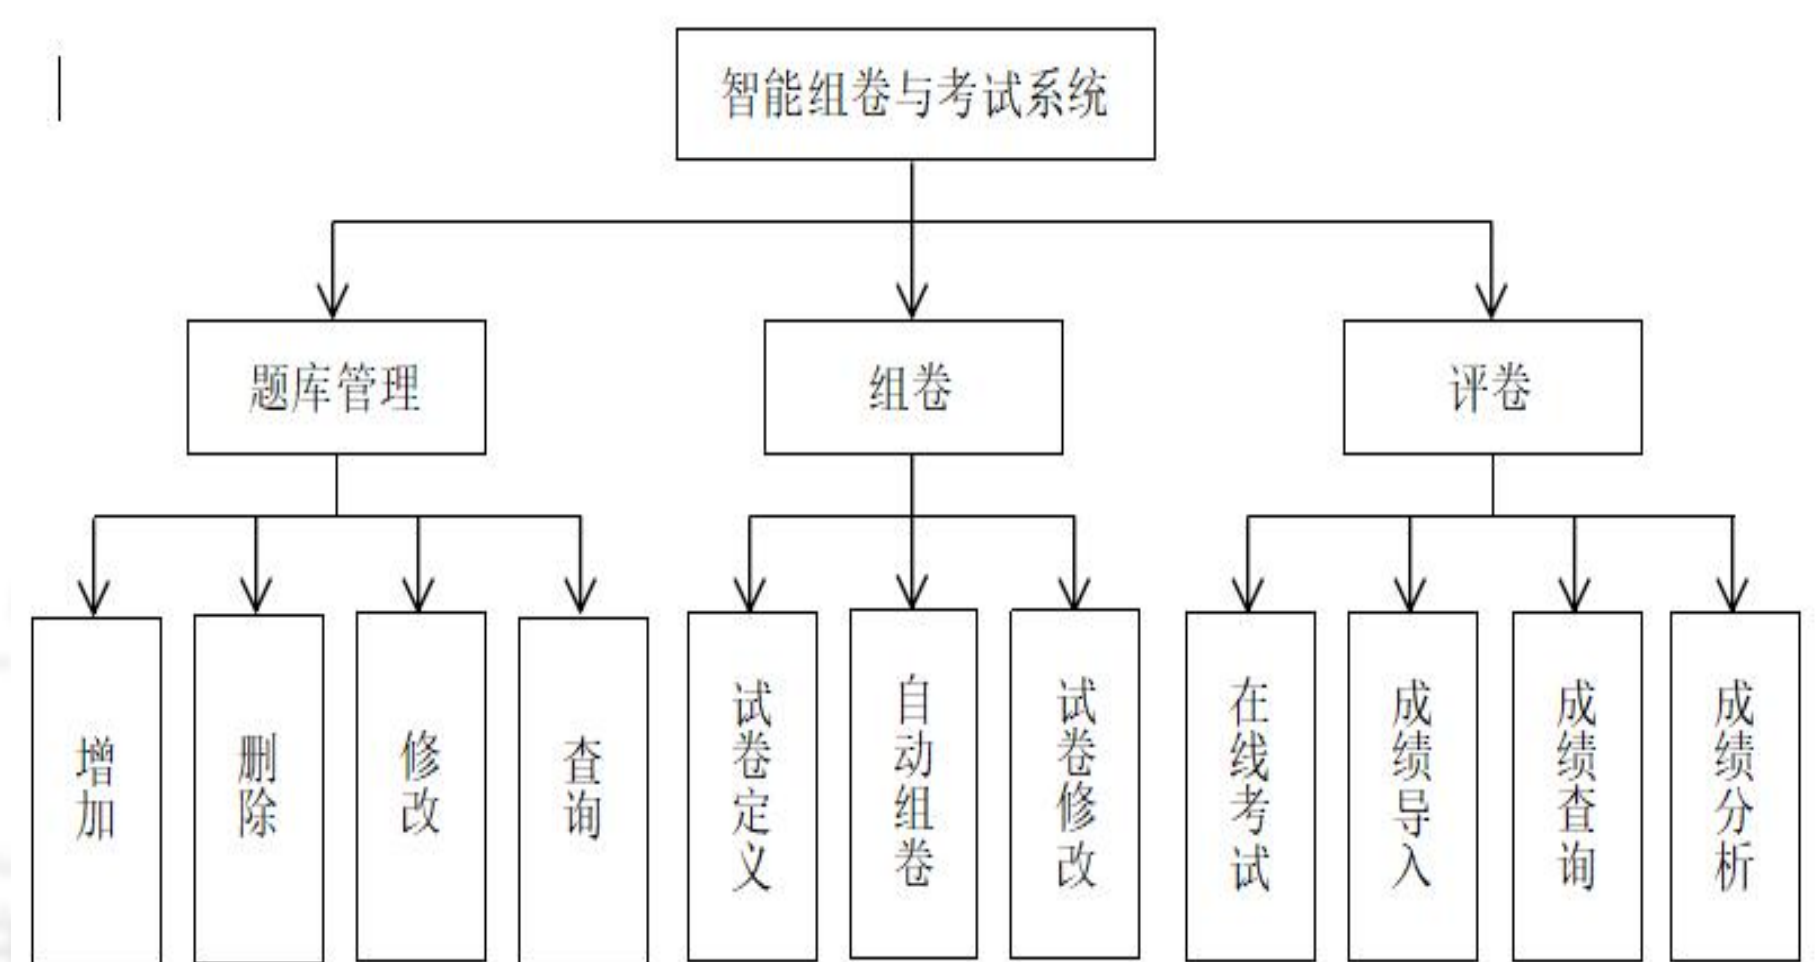 智能组卷与考试系统
题库管理
组卷
评卷
增加
删除
修改
查询
试卷定义
自动组卷
试卷修改
在线考试
成绩导入
成绩查询
成绩分析